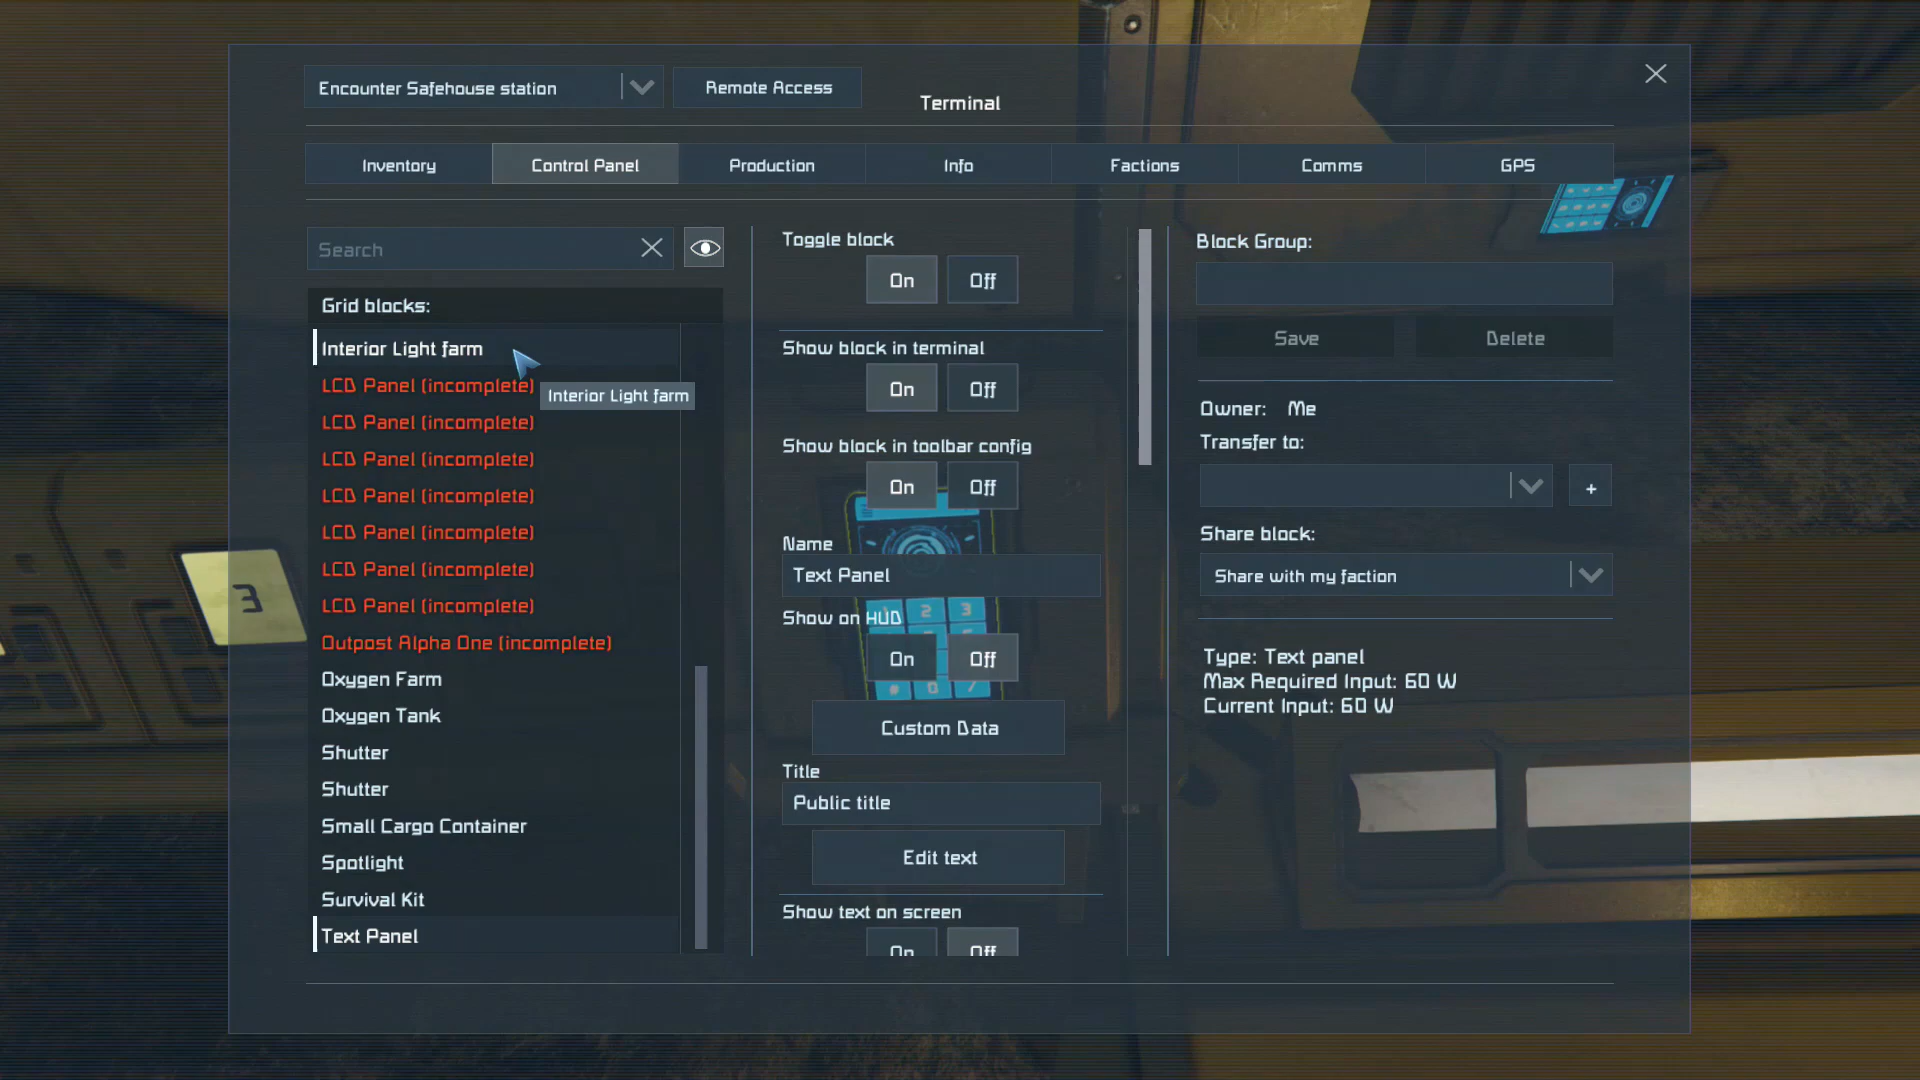 Encounter Safehouse station
Remote Access
Terminal
Inventory
Control Panel
Production
Info
Factions
Comms
GPS
Search
Grid blocks:
Interior Light farm
LCD Panel (incomplete)
Interior Light farm
LCD Panel (incomplete)
LCD Panel (incomplete)
LCD Panel (incomplete)
LCD Panel (incomplete)
LCD Panel (incomplete)
LCD Panel (incomplete)
Outpost Alpha One (incomplete)
Oxygen Farm
Oxygen Tank
Shutter
Shutter
Small Cargo Container
Spotlight
Survival Kit
Text Panel
Toggle block
On Off
Show block in terminal
On Off
Show block in toolbar config
On Off
Name
Text Panel
Show on HUD
On Off
Custom Data
Title
Public title
Edit text
Show text on screen
On Off
Block Group:
Save Delete
Owner: Me
Transfer to:
+
Share block:
Share with my faction
Type: Text panel
Max Required Input: 60 W
Current Input: 60 W
3
2 3